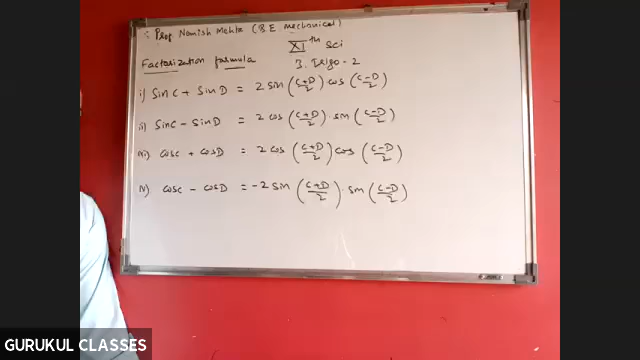 : Prof Namish Mehta (B.E Mechanical)
XIth Sci
Factorization formula 3. Trigo-2
i) sin C + sin D = 2 sin (C+D/2) cos (C-D/2)
ii) sin C - sin D = 2 cos (C+D/2) · sin (C-D/2)
iii) cos C + cos D = 2 cos (C+D/2) cos (C-D/2)
iv) cos C - cos D = -2 sin (C+D/2) · sin (C-D/2)
GURUKUL CLASSES